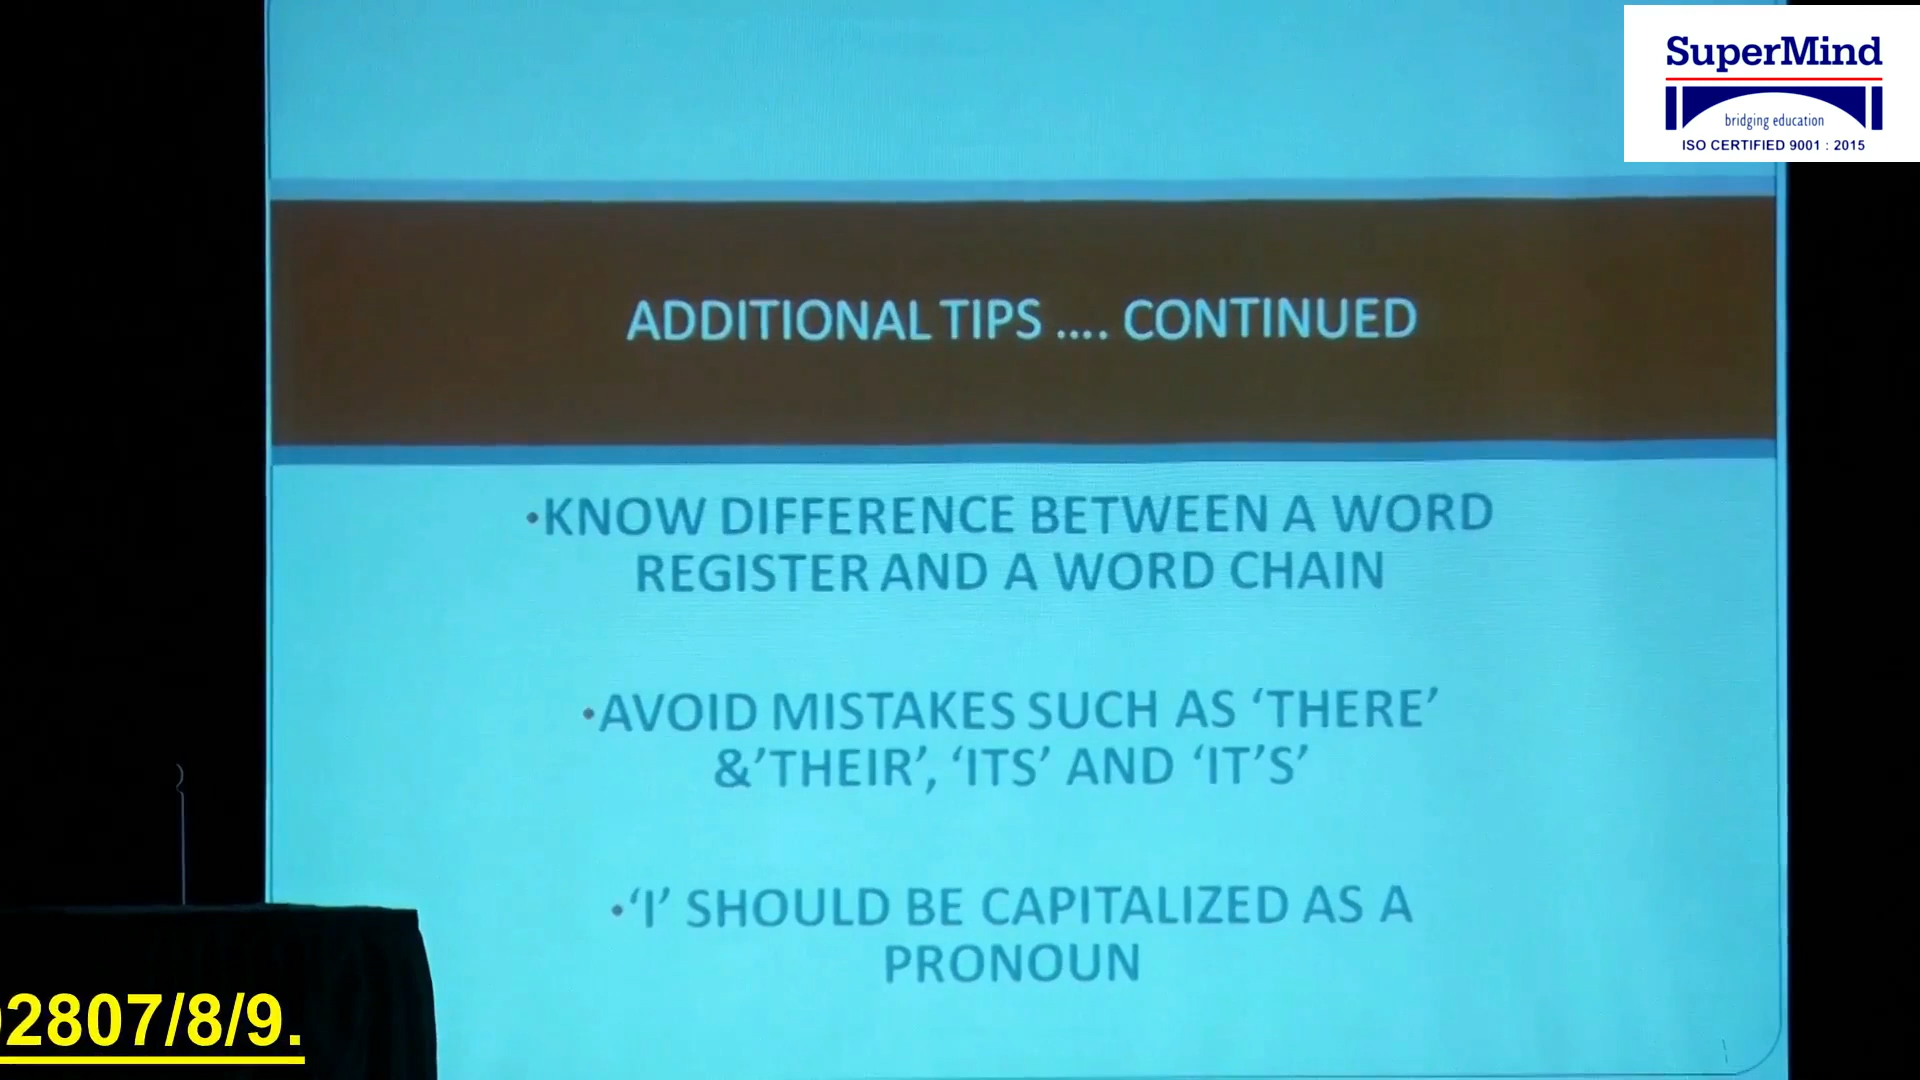 SuperMind
bridging education
ISO CERTIFIED 9001 : 2015
ADDITIONAL TIPS .... CONTINUED
•KNOW DIFFERENCE BETWEEN A WORD
REGISTER AND A WORD CHAIN
•AVOID MISTAKES SUCH AS ‘THERE’
&’THEIR’, ‘ITS’ AND ‘IT’S’
•‘I’ SHOULD BE CAPITALIZED AS A
PRONOUN
2807/8/9.